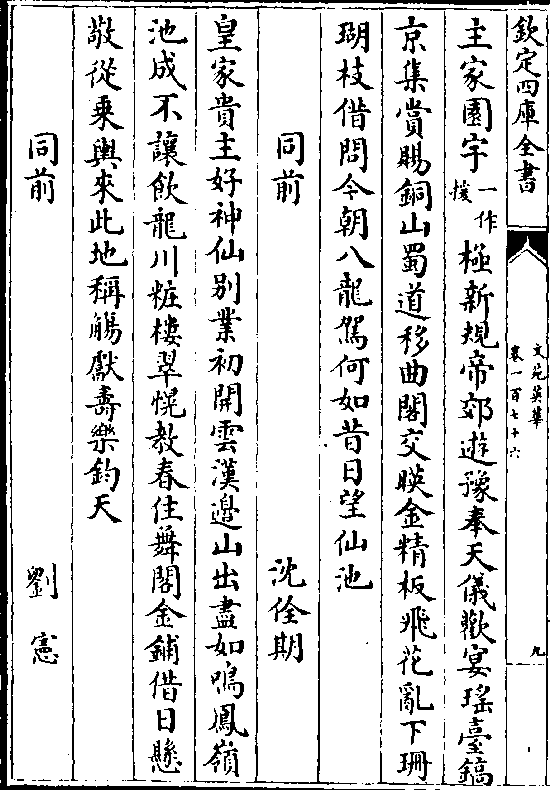 欽定四庫全書
文苑英華
卷一百七十六
九
主家園宇一作援極新規帝郊遊豫奉天儀歡宴瑤臺鎬
京集賞賜銅山蜀道移曲閣交暎金精板飛花亂下珊
瑚枝借問今朝八龍駕何如昔日望仙池
同前 沈佺期
皇家貴主好神仙别業初開雲漢邉山出盡如鳴鳳嶺
池成不讓飲龍川粧樓翠幌教春住舞閣金鋪借日懸
敬從乗輿來此地稱觴獻壽樂鈞天
同前 劉憲